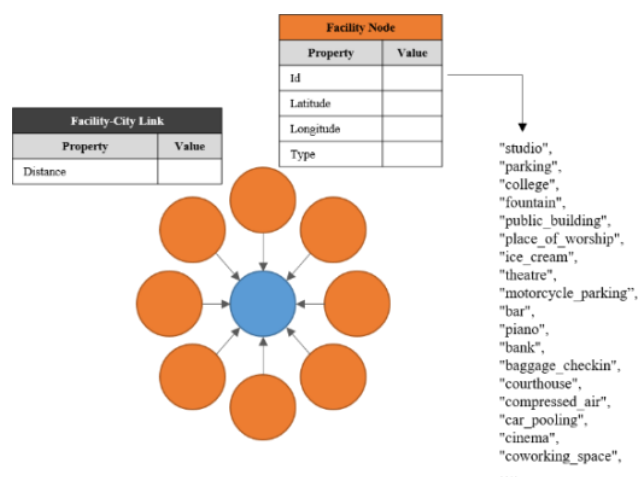 Facility Node
Property Value
Id
Latitude
Longitude
Type
Facility-City Link
Property Value
Distance
"studio",
"parking",
"college",
"fountain",
"public_building",
"place_of_worship",
"ice_cream",
"theatre",
"motorcycle_parking",
"bar",
"piano",
"bank",
"baggage_checkin",
"courthouse",
"compressed_air",
"car_pooling",
"cinema",
"coworking_space",